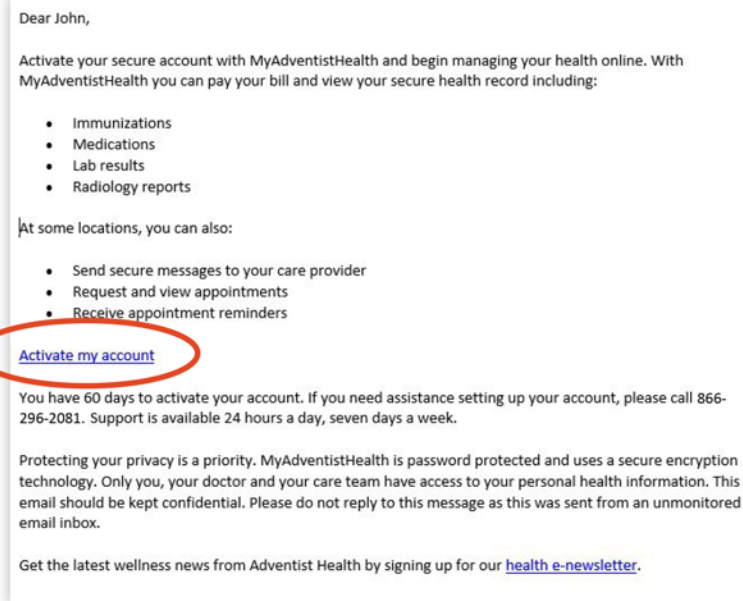 Dear John,
Activate your secure account with MyAdventistHealth and begin managing your health online. With
MyAdventistHealth you can pay your bill and view your secure health record including:
• Immunizations
• Medications
• Lab results
• Radiology reports
At some locations, you can also:
• Send secure messages to your care provider
• Request and view appointments
• Receive appointment reminders
Activate my account
You have 60 days to activate your account. If you need assistance setting up your account, please call 866-
296-2081. Support is available 24 hours a day, seven days a week.
Protecting your privacy is a priority. MyAdventistHealth is password protected and uses a secure encryption
technology. Only you, your doctor and your care team have access to your personal health information. This
email should be kept confidential. Please do not reply to this message as this was sent from an unmonitored
email inbox.
Get the latest wellness news from Adventist Health by signing up for our health e-newsletter.